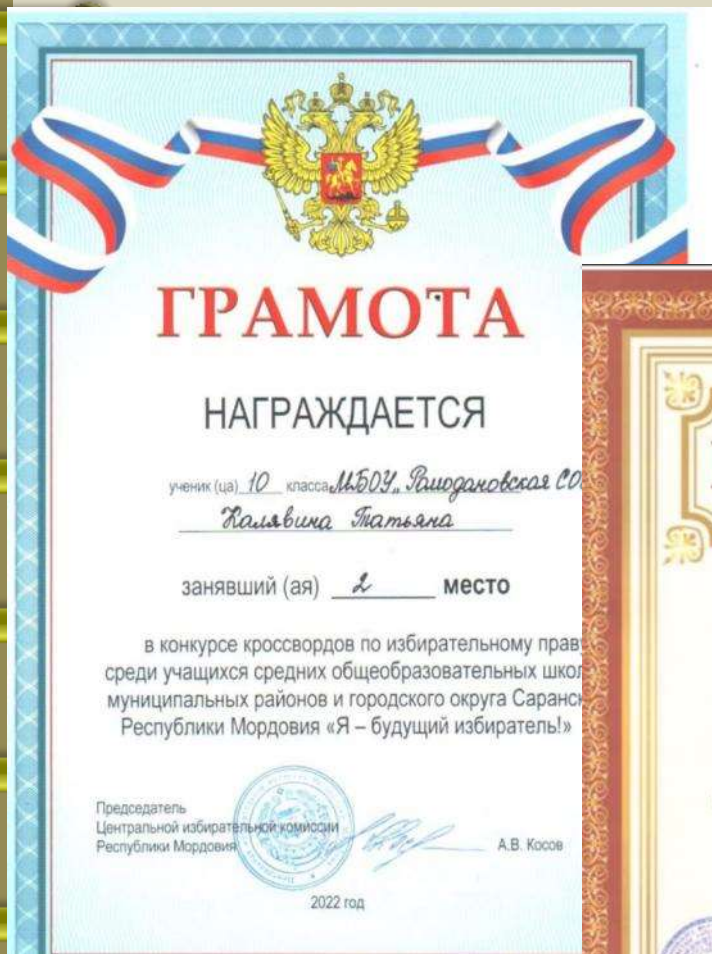 ГРАМОТА
НАГРАЖДАЕТСЯ
ученик (ца) 10 класса МБОУ „Ромодановская СО
Калявина Татьяна
занявший (ая) 2 место
в конкурсе кроссвордов по избирательному прав
среди учащихся средних общеобразовательных школ
муниципальных районов и городского округа Саранск
Республики Мордовия «Я – будущий избиратель!»
Председатель
Центральной избирательной комиссии
Республики Мордовия А.В. Косов
2022 год